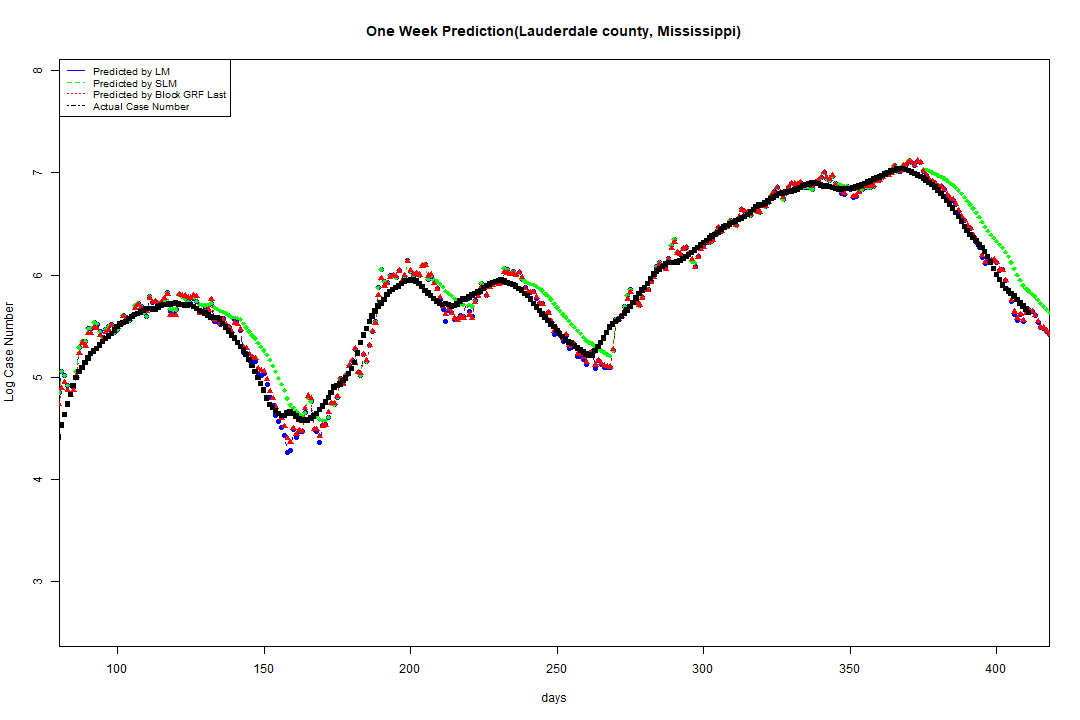 One Week Prediction(Lauderdale county, Mississippi)
Predicted by LM
Predicted by SLM
Predicted by Block GRF Last
Actual Case Number
8
7
6
5
4
3
Log Case Number
100 150 200 250 300 350 400
days